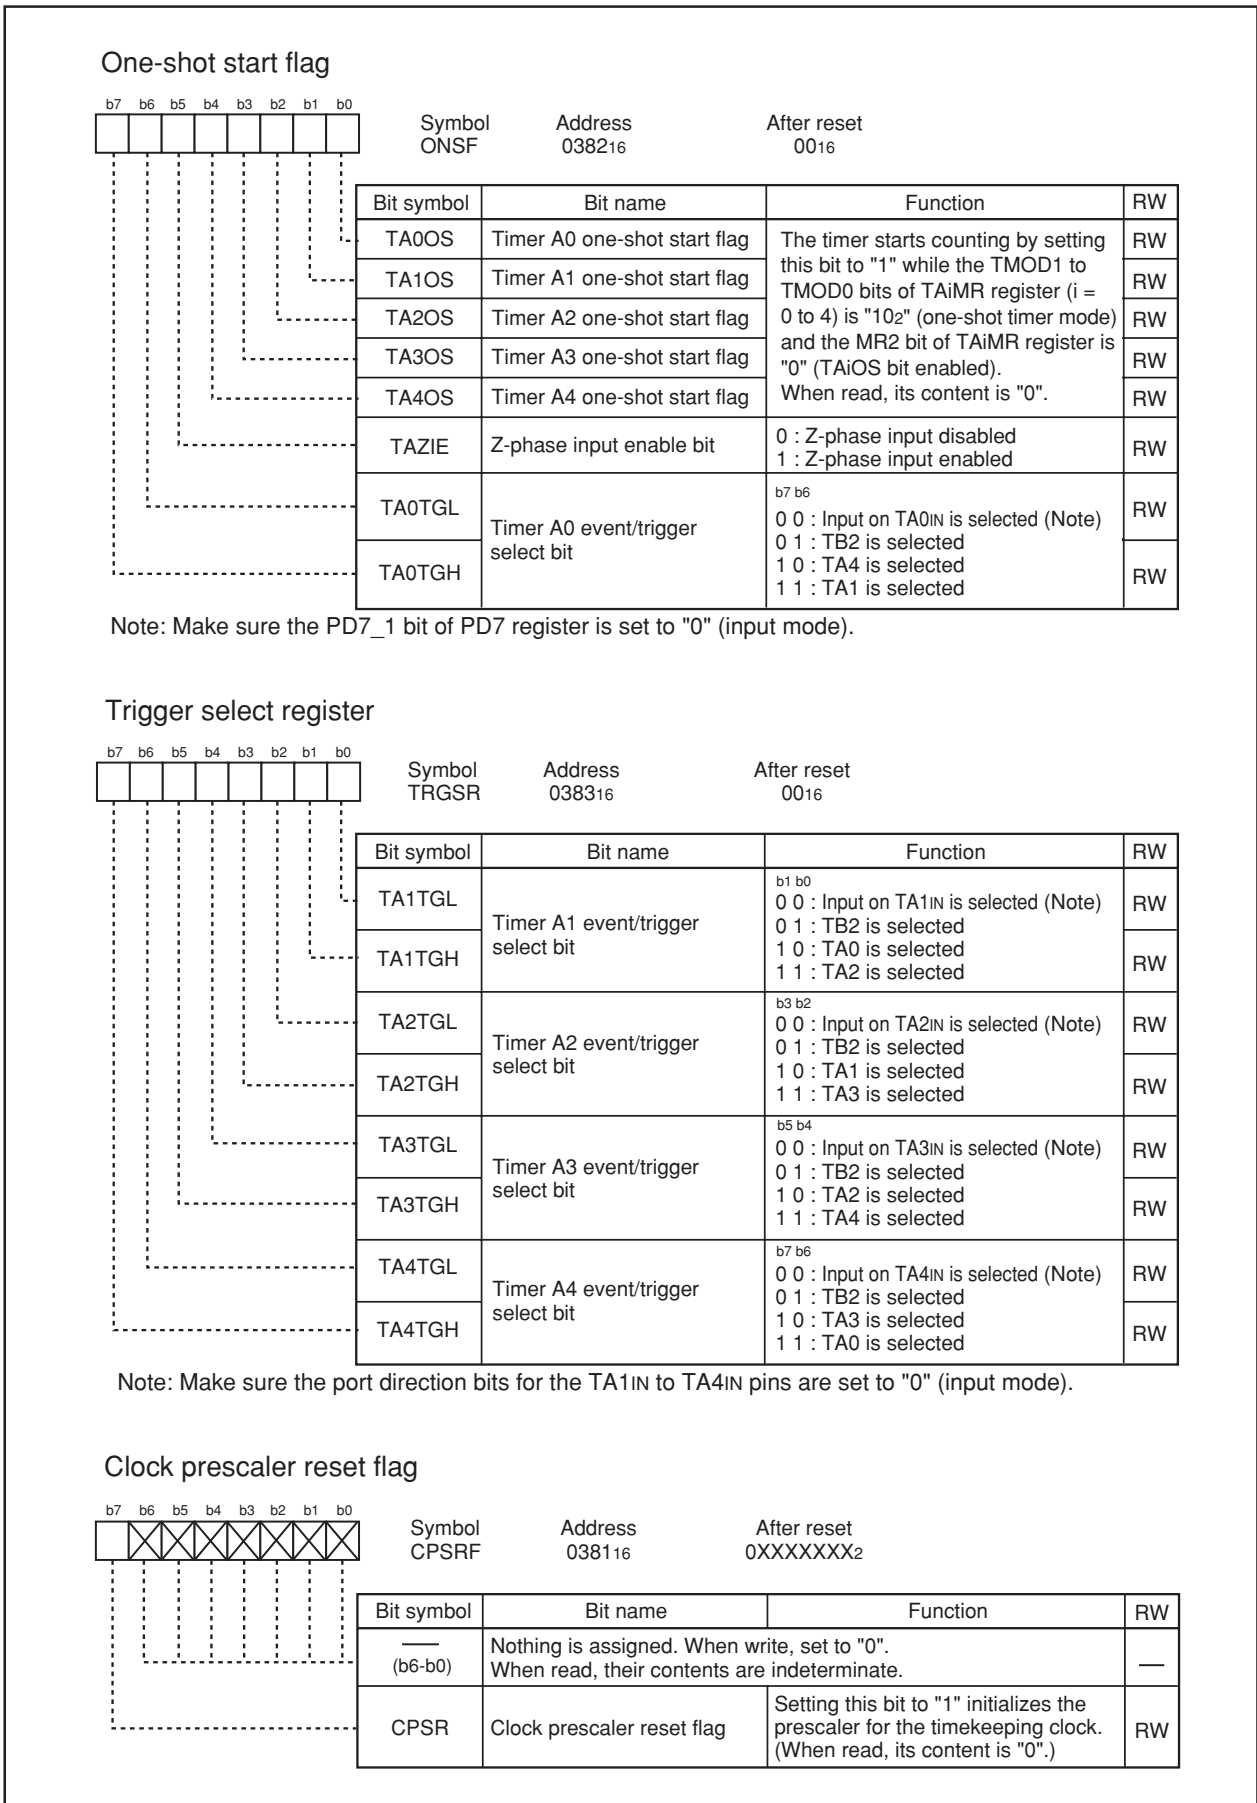 One-shot start flag
b7 b6 b5 b4 b3 b2 b1 b0
Symbol Address After reset
ONSF 038216 0016
Bit symbol Bit name Function RW
TA0OS Timer A0 one-shot start flag RW
TA1OS Timer A1 one-shot start flag RW
TA2OS Timer A2 one-shot start flag RW
TA3OS Timer A3 one-shot start flag RW
TA4OS Timer A4 one-shot start flag RW
The timer starts counting by setting
this bit to "1" while the TMOD1 to
TMOD0 bits of TAiMR register (i =
0 to 4) is "102" (one-shot timer mode)
and the MR2 bit of TAiMR register is
"0" (TAiOS bit enabled).
When read, its content is "0".
TAZIE Z-phase input enable bit RW
0 : Z-phase input disabled
1 : Z-phase input enabled
TA0TGL RW
TA0TGH RW
Timer A0 event/trigger
select bit
b7 b6
0 0 : Input on TA0IN is selected (Note)
0 1 : TB2 is selected
1 0 : TA4 is selected
1 1 : TA1 is selected
Note: Make sure the PD7_1 bit of PD7 register is set to "0" (input mode).
Trigger select register
b7 b6 b5 b4 b3 b2 b1 b0
Symbol Address After reset
TRGSR 038316 0016
Bit symbol Bit name Function RW
TA1TGL RW
TA1TGH RW
Timer A1 event/trigger
select bit
b1 b0
0 0 : Input on TA1IN is selected (Note)
0 1 : TB2 is selected
1 0 : TA0 is selected
1 1 : TA2 is selected
TA2TGL RW
TA2TGH RW
Timer A2 event/trigger
select bit
b3 b2
0 0 : Input on TA2IN is selected (Note)
0 1 : TB2 is selected
1 0 : TA1 is selected
1 1 : TA3 is selected
TA3TGL RW
TA3TGH RW
Timer A3 event/trigger
select bit
b5 b4
0 0 : Input on TA3IN is selected (Note)
0 1 : TB2 is selected
1 0 : TA2 is selected
1 1 : TA4 is selected
TA4TGL RW
TA4TGH RW
Timer A4 event/trigger
select bit
b7 b6
0 0 : Input on TA4IN is selected (Note)
0 1 : TB2 is selected
1 0 : TA3 is selected
1 1 : TA0 is selected
Note: Make sure the port direction bits for the TA1IN to TA4IN pins are set to "0" (input mode).
Clock prescaler reset flag
b7 b6 b5 b4 b3 b2 b1 b0
Symbol Address After reset
CPSRF 038116 0XXXXXXX2
Bit symbol Bit name Function RW
— (b6-b0) —
Nothing is assigned. When write, set to "0".
When read, their contents are indeterminate.
CPSR Clock prescaler reset flag RW
Setting this bit to "1" initializes the
prescaler for the timekeeping clock.
(When read, its content is "0".)